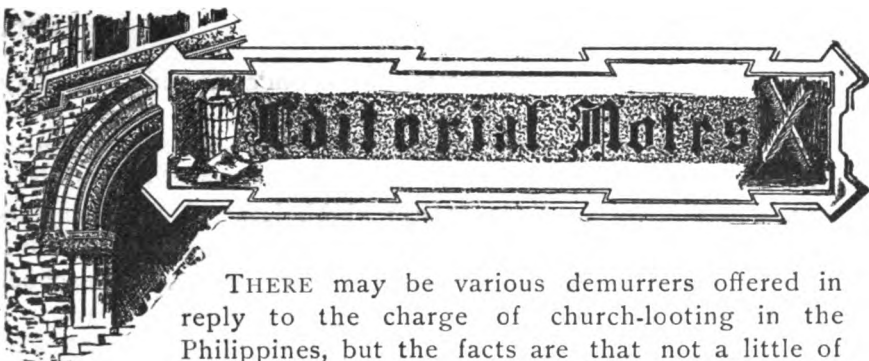 Editorial Notes
THERE may be various demurrers offered in
reply to the charge of church-looting in the
Philippines, but the facts are that not a little of